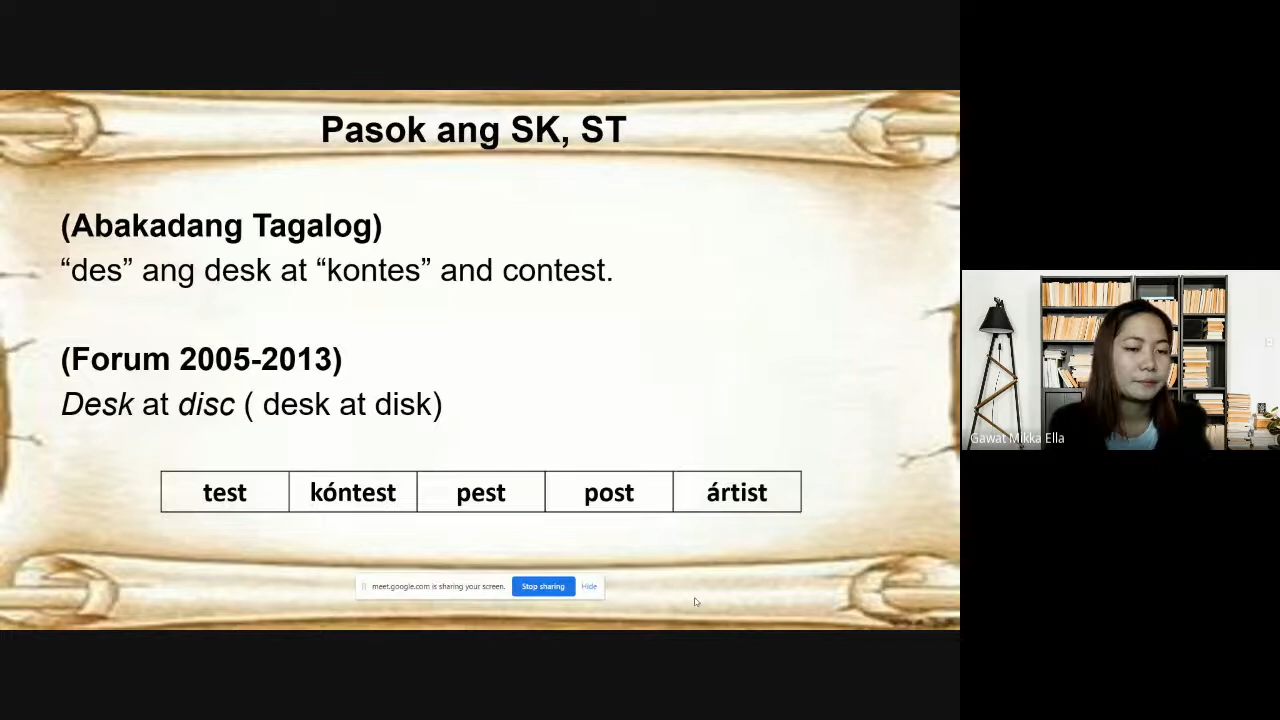 Pasok ang SK, ST
(Abakadang Tagalog)
“des” ang desk at “kontes” and contest.
(Forum 2005-2013)
Desk at disc ( desk at disk)
test kóntest pest post ártist
meet.google.com is sharing your screen. Stop sharing Hide
Gawat Mikka Ella